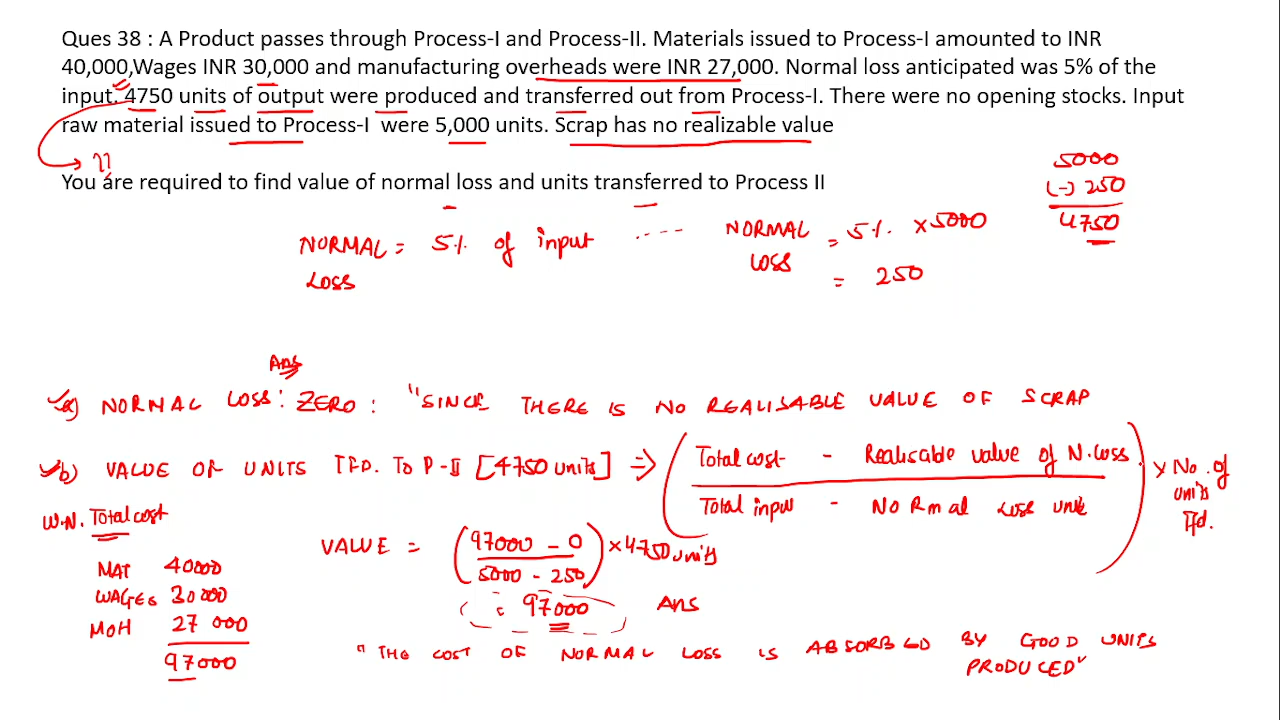 Ques 38 : A Product passes through Process-I and Process-II. Materials issued to Process-I amounted to INR
40,000,Wages INR 30,000 and manufacturing overheads were INR 27,000. Normal loss anticipated was 5% of the
input. 4750 units of output were produced and transferred out from Process-I. There were no opening stocks. Input
raw material issued to Process-I were 5,000 units. Scrap has no realizable value
You are required to find value of normal loss and units transferred to Process II
5000
(-) 250
4750
NORMAL LOSS = 5% of input ....
NORMAL LOSS = 5% × 5000
= 250
Ans
a) NORMAL LOSS : ZERO : "SINCE THERE IS NO REALISABLE VALUE OF SCRAP
b) VALUE OF UNITS TFD. TO P-II [4750 units] ⇒ (Total cost - Realisable value of N.Loss
Total input - NoRmal Loss unit) × No. of units Tfd.
W.N. Total cost
MAT 40000
WAGES 30000
MOH 27 000
97000
VALUE = (97000 - 0
5000 - 250) × 4750 units
= 97000 Ans
"THE COST OF NORMAL LOSS IS ABSORBED BY GOOD UNITS
PRODUCED"